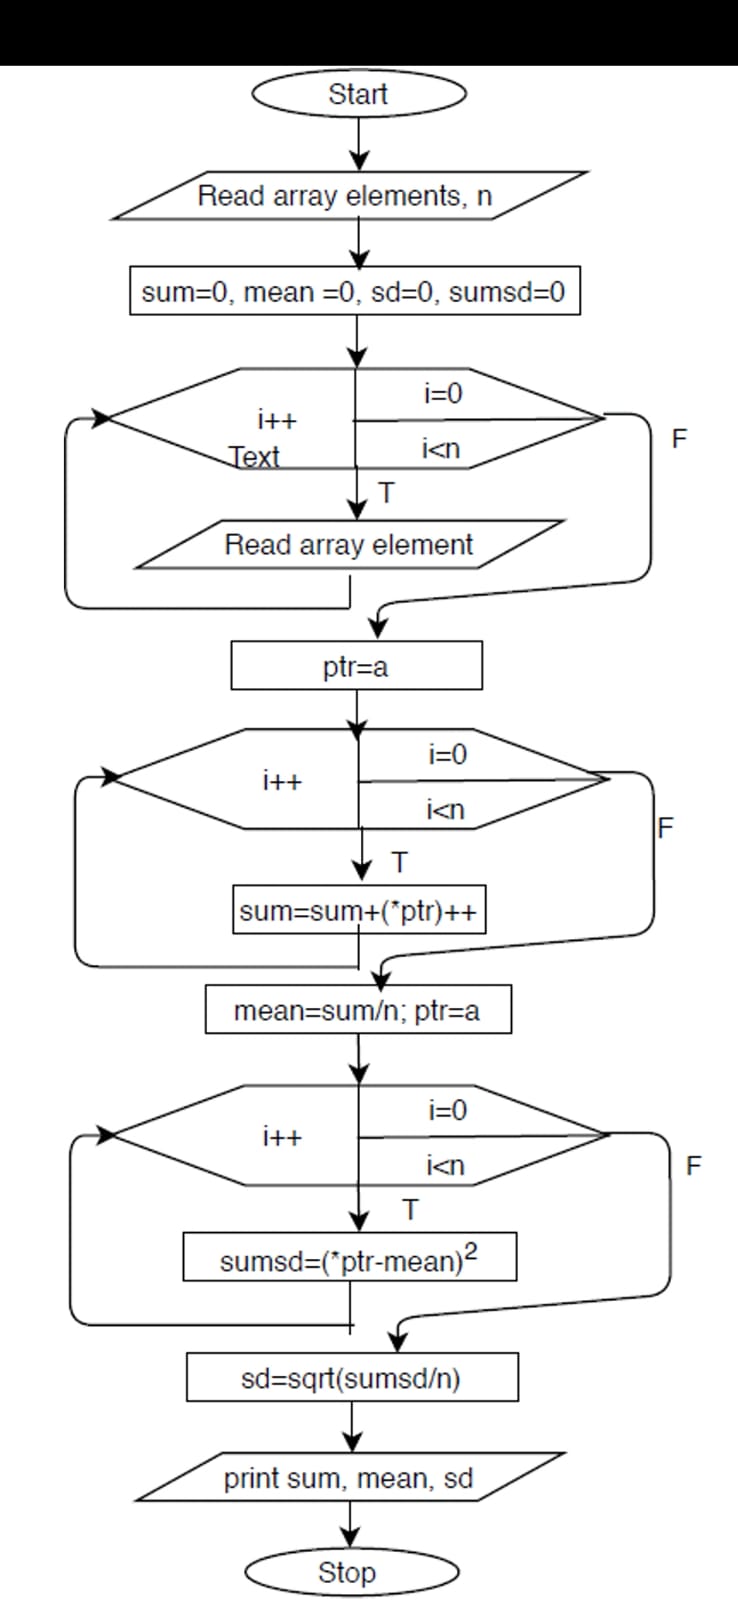 Start
Read array elements, n
sum=0, mean =0, sd=0, sumsd=0
i=0
i++
i<n
Text
F
T
Read array element
ptr=a
i=0
i++
i<n
F
T
sum=sum+(*ptr)++
mean=sum/n; ptr=a
i=0
i++
i<n
F
T
sumsd=(*ptr-mean)²
sd=sqrt(sumsd/n)
print sum, mean, sd
Stop